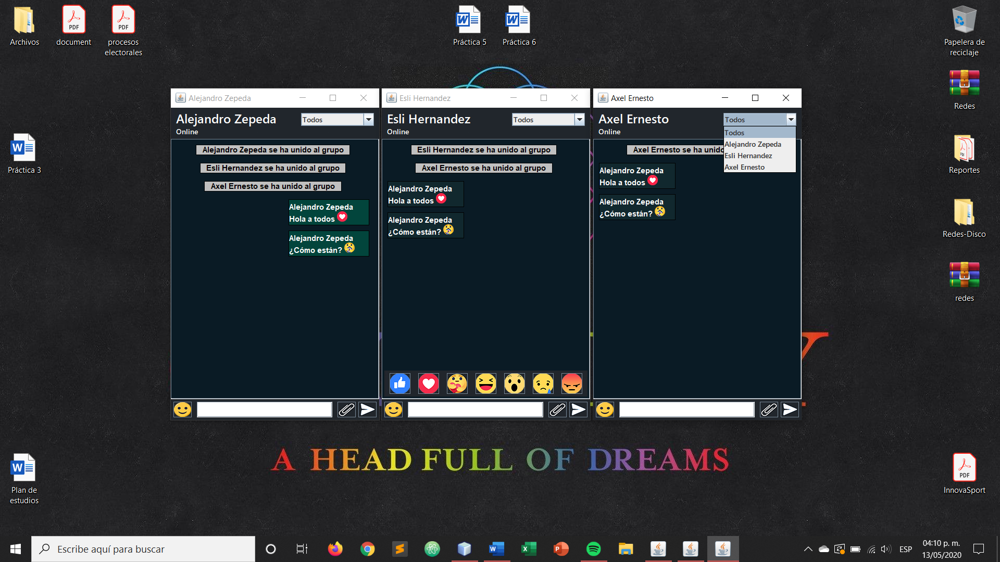 Archivos
document
procesos
electorales
Práctica 5
Práctica 6
Papelera de
reciclaje
Redes
Práctica 3
Reportes
Redes-Disco
redes
Plan de
estudios
InnovaSport
Alejandro Zepeda
Alejandro Zepeda
Todos
Online
Alejandro Zepeda se ha unido al grupo
Esli Hernandez se ha unido al grupo
Axel Ernesto se ha unido al grupo
Alejandro Zepeda
Hola a todos
Alejandro Zepeda
¿Cómo están?
Esli Hernandez
Esli Hernandez
Todos
Online
Esli Hernandez se ha unido al grupo
Axel Ernesto se ha unido al grupo
Alejandro Zepeda
Hola a todos
Alejandro Zepeda
¿Cómo están?
Axel Ernesto
Axel Ernesto
Todos
Online
Todos
Alejandro Zepeda
Esli Hernandez
Axel Ernesto
Axel Ernesto se ha unido
Alejandro Zepeda
Hola a todos
Alejandro Zepeda
¿Cómo están?
A HEAD FULL OF DREAMS
Escribe aquí para buscar
ESP
04:10 p. m.
13/05/2020